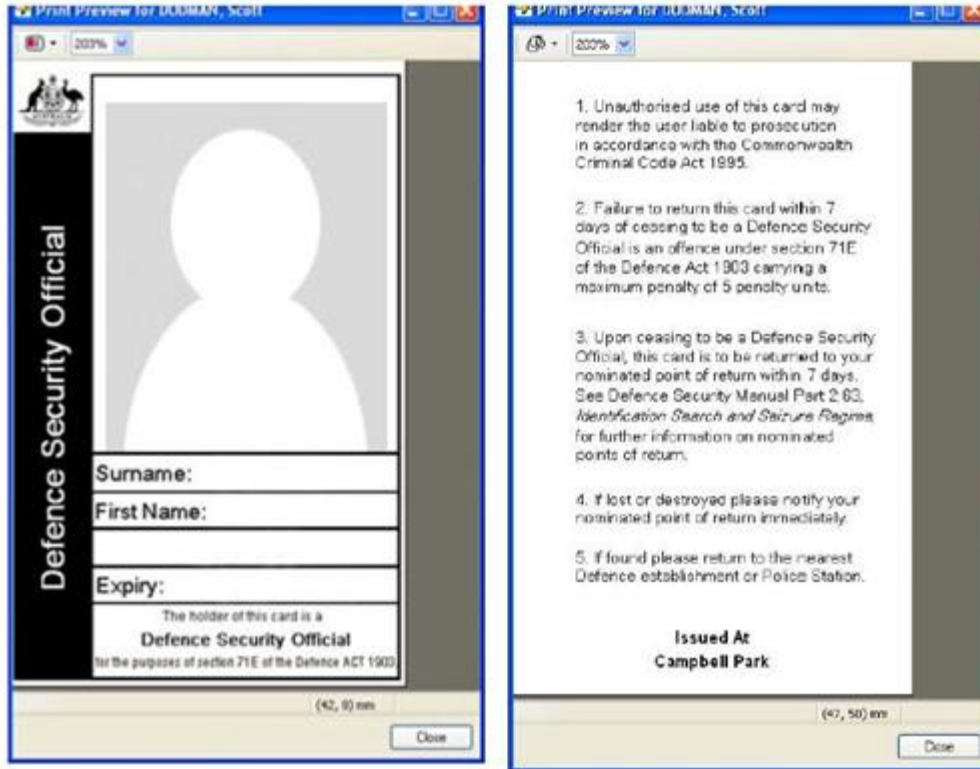 Print Preview for DUDMAN, Scott
203%
AUSTRALIA
Defence Security Official
Surname:
First Name:
Expiry:
The holder of this card is a
Defence Security Official
for the purposes of section 71E of the Defence ACT 1903
(42, 8) mm
Close
Print Preview for DUDMAN, Scott
200%
1. Unauthorised use of this card may
render the user liable to prosecution
in accordance with the Commonwealth
Criminal Code Act 1995.
2. Failure to return this card within 7
days of ceasing to be a Defence Security
Official is an offence under section 71E
of the Defence Act 1903 carrying a
maximum penalty of 5 penalty units.
3. Upon ceasing to be a Defence Security
Official, this card is to be returned to your
nominated point of return within 7 days.
See Defence Security Manual Part 2:63,
Identification Search and Seizure Regime,
for further information on nominated
points of return.
4. If lost or destroyed please notify your
nominated point of return immediately.
5. If found please return to the nearest
Defence establishment or Police Station.
Issued At
Campbell Park
(47, 50) mm
Close